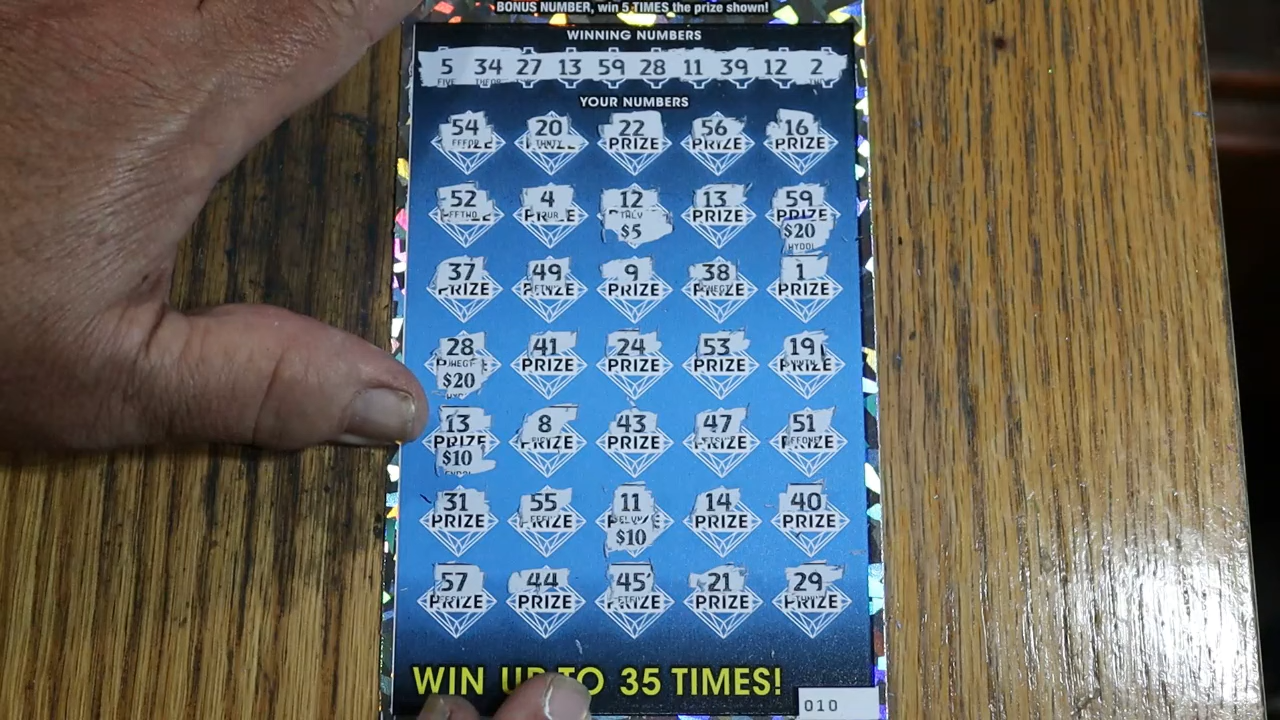 BONUS NUMBER, win 5 TIMES the prize shown!
WINNING NUMBERS
5 34 27 13 59 28 11 39 12 2
FIVE
YOUR NUMBERS
54 20 22 56 16
PRIZE PRIZE PRIZE
52 4 12 13 59
PRIZE PRIZE
$5 $20
37 49 9 38 1
PRIZE PRIZE PRIZE
28 41 24 53 19
PRIZE PRIZE PRIZE PRIZE
$20
13 8 43 47 51
PRIZE PRIZE
$10
31 55 11 14 40
PRIZE PRIZE PRIZE
$10
57 44 45 21 29
PRIZE PRIZE
WIN UP TO 35 TIMES!
010